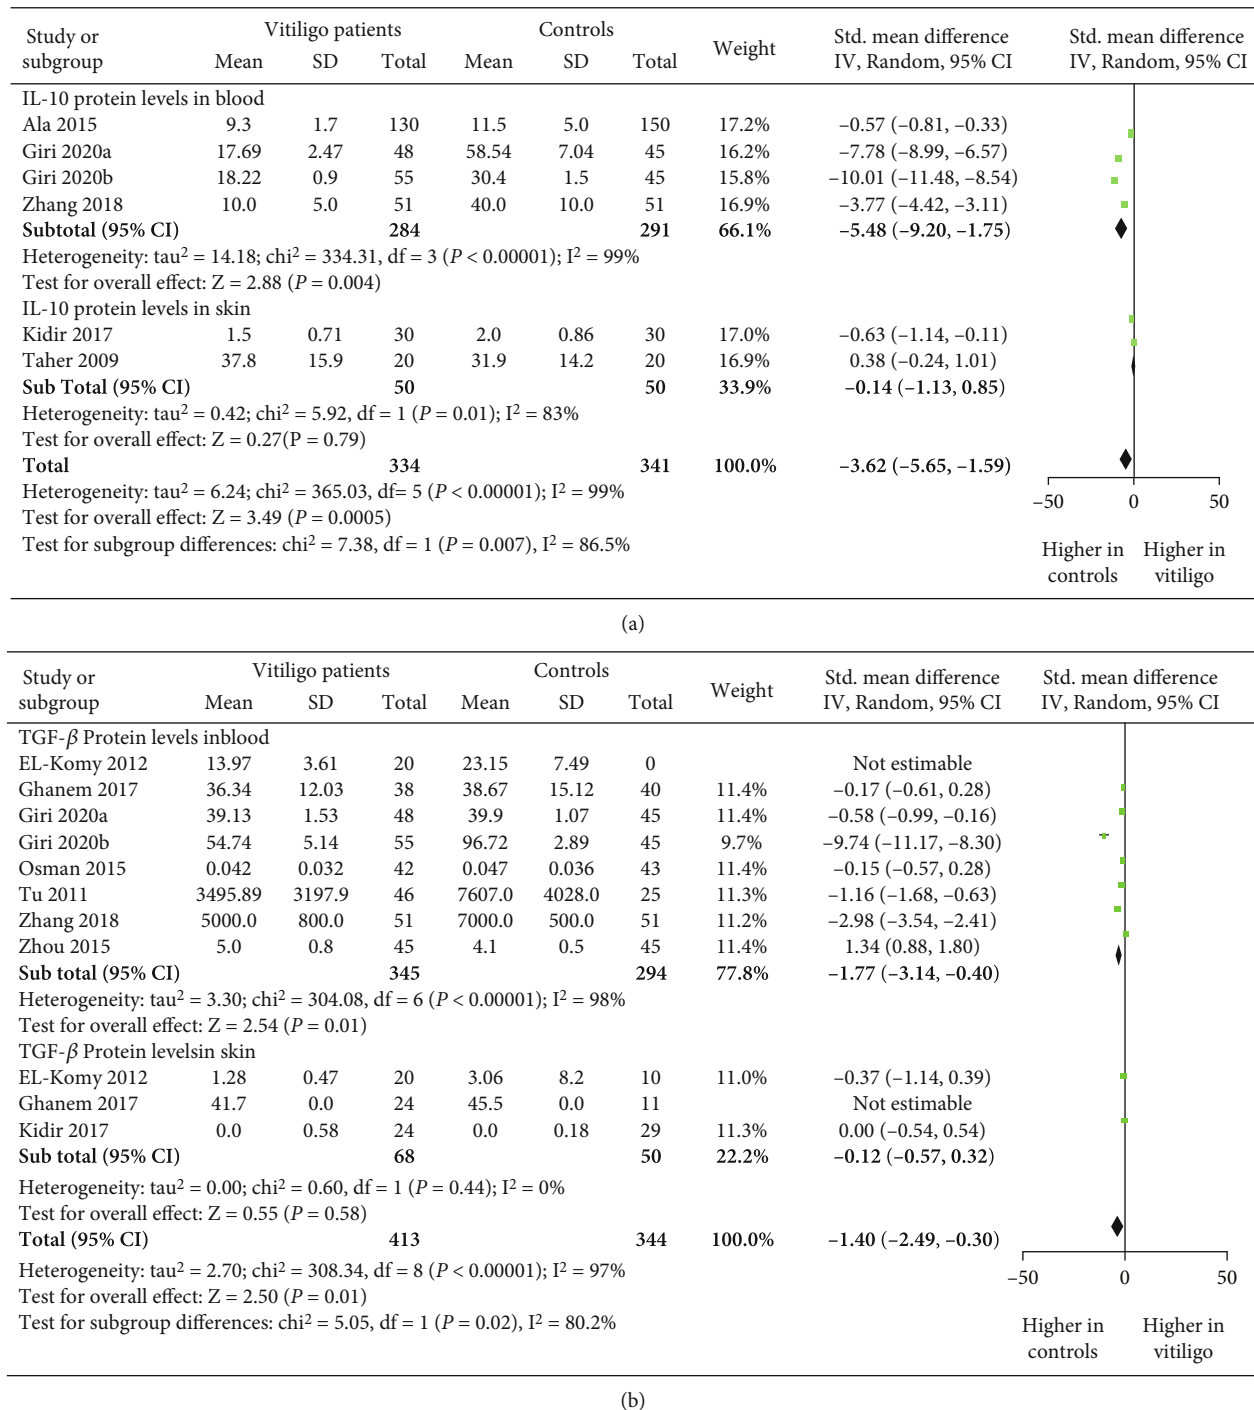 Study or subgroup Vitiligo patients Controls Weight Std. mean difference IV, Random, 95% CI Std. mean difference IV, Random, 95% CI
Mean SD Total Mean SD Total
IL-10 protein levels in blood
Ala 2015 9.3 1.7 130 11.5 5.0 150 17.2% –0.57 (–0.81, –0.33)
Giri 2020a 17.69 2.47 48 58.54 7.04 45 16.2% –7.78 (–8.99, –6.57)
Giri 2020b 18.22 0.9 55 30.4 1.5 45 15.8% –10.01 (–11.48, –8.54)
Zhang 2018 10.0 5.0 51 40.0 10.0 51 16.9% –3.77 (–4.42, –3.11)
Subtotal (95% CI) 284 291 66.1% –5.48 (–9.20, –1.75)
Heterogeneity: tau² = 14.18; chi² = 334.31, df = 3 (P < 0.00001); I² = 99%
Test for overall effect: Z = 2.88 (P = 0.004)
IL-10 protein levels in skin
Kidir 2017 1.5 0.71 30 2.0 0.86 30 17.0% –0.63 (–1.14, –0.11)
Taher 2009 37.8 15.9 20 31.9 14.2 20 16.9% 0.38 (–0.24, 1.01)
Sub Total (95% CI) 50 50 33.9% –0.14 (–1.13, 0.85)
Heterogeneity: tau² = 0.42; chi² = 5.92, df = 1 (P = 0.01); I² = 83%
Test for overall effect: Z = 0.27(P = 0.79)
Total 334 341 100.0% –3.62 (–5.65, –1.59)
Heterogeneity: tau² = 6.24; chi² = 365.03, df= 5 (P < 0.00001); I² = 99%
Test for overall effect: Z = 3.49 (P = 0.0005)
Test for subgroup differences: chi² = 7.38, df = 1 (P = 0.007), I² = 86.5%
–50 0 50
Higher in controls Higher in vitiligo
(a)
Study or subgroup Vitiligo patients Controls Weight Std. mean difference IV, Random, 95% CI Std. mean difference IV, Random, 95% CI
Mean SD Total Mean SD Total
TGF-β Protein levels inblood
EL-Komy 2012 13.97 3.61 20 23.15 7.49 0 Not estimable
Ghanem 2017 36.34 12.03 38 38.67 15.12 40 11.4% –0.17 (–0.61, 0.28)
Giri 2020a 39.13 1.53 48 39.9 1.07 45 11.4% –0.58 (–0.99, –0.16)
Giri 2020b 54.74 5.14 55 96.72 2.89 45 9.7% –9.74 (–11.17, –8.30)
Osman 2015 0.042 0.032 42 0.047 0.036 43 11.4% –0.15 (–0.57, 0.28)
Tu 2011 3495.89 3197.9 46 7607.0 4028.0 25 11.3% –1.16 (–1.68, –0.63)
Zhang 2018 5000.0 800.0 51 7000.0 500.0 51 11.2% –2.98 (–3.54, –2.41)
Zhou 2015 5.0 0.8 45 4.1 0.5 45 11.4% 1.34 (0.88, 1.80)
Sub total (95% CI) 345 294 77.8% –1.77 (–3.14, –0.40)
Heterogeneity: tau² = 3.30; chi² = 304.08, df = 6 (P < 0.00001); I² = 98%
Test for overall effect: Z = 2.54 (P = 0.01)
TGF-β Protein levelsin skin
EL-Komy 2012 1.28 0.47 20 3.06 8.2 10 11.0% –0.37 (–1.14, 0.39)
Ghanem 2017 41.7 0.0 24 45.5 0.0 11 Not estimable
Kidir 2017 0.0 0.58 24 0.0 0.18 29 11.3% 0.00 (–0.54, 0.54)
Sub total (95% CI) 68 50 22.2% –0.12 (–0.57, 0.32)
Heterogeneity: tau² = 0.00; chi² = 0.60, df = 1 (P = 0.44); I² = 0%
Test for overall effect: Z = 0.55 (P = 0.58)
Total (95% CI) 413 344 100.0% –1.40 (–2.49, –0.30)
Heterogeneity: tau² = 2.70; chi² = 308.34, df = 8 (P < 0.00001); I² = 97%
Test for overall effect: Z = 2.50 (P = 0.01)
Test for subgroup differences: chi² = 5.05, df = 1 (P = 0.02), I² = 80.2%
–50 0 50
Higher in controls Higher in vitiligo
(b)